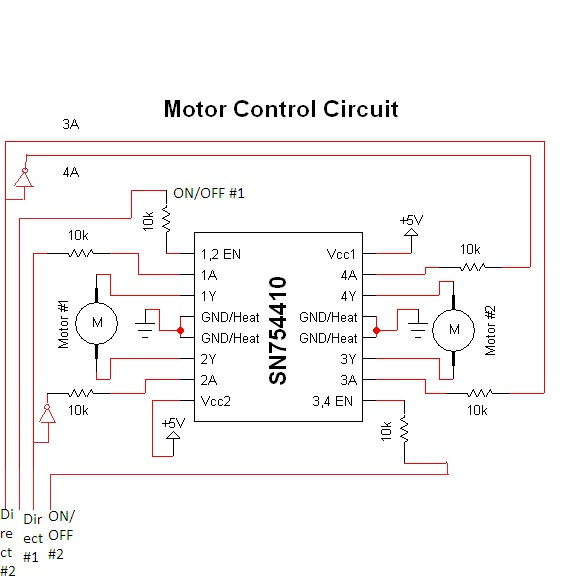 Motor Control Circuit
3A
4A
ON/OFF #1
10k
+5V
10k
10k
1,2 EN
Vcc1
1A
4A
1Y
4Y
Motor #1
M
GND/Heat
GND/Heat
SN754410
GND/Heat
GND/Heat
M
Motor #2
2Y
3Y
2A
3A
10k
10k
Vcc2
3,4 EN
+5V
10k
Di
re
ct
#2
Dir
ect
#1
ON/
OFF
#2